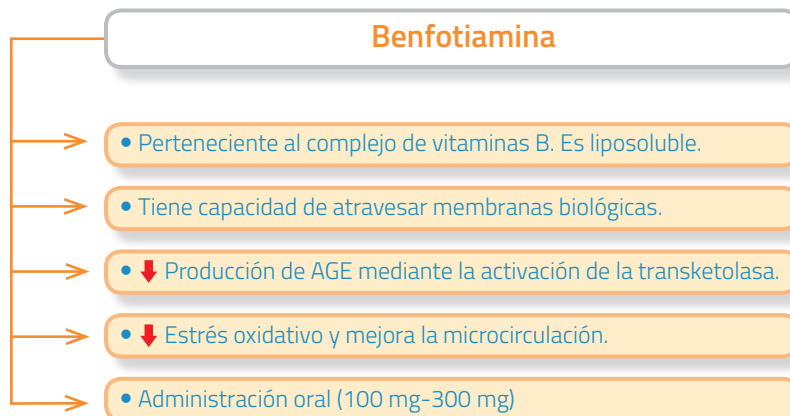 Benfotiamina
• Perteneciente al complejo de vitaminas B. Es liposoluble.
• Tiene capacidad de atravesar membranas biológicas.
• ⬇ Producción de AGE mediante la activación de la transketolasa.
• ⬇ Estrés oxidativo y mejora la microcirculación.
• Administración oral (100 mg-300 mg)